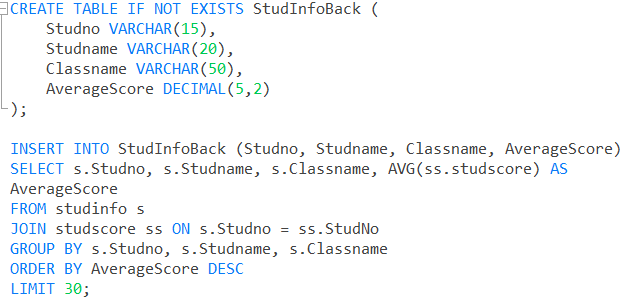 CREATE TABLE IF NOT EXISTS StudInfoBack (
    Studno VARCHAR(15),
    Studname VARCHAR(20),
    Classname VARCHAR(50),
    AverageScore DECIMAL(5,2)
);

INSERT INTO StudInfoBack (Studno, Studname, Classname, AverageScore)
SELECT s.Studno, s.Studname, s.Classname, AVG(ss.studscore) AS
AverageScore
FROM studinfo s
JOIN studscore ss ON s.Studno = ss.StudNo
GROUP BY s.Studno, s.Studname, s.Classname
ORDER BY AverageScore DESC
LIMIT 30;